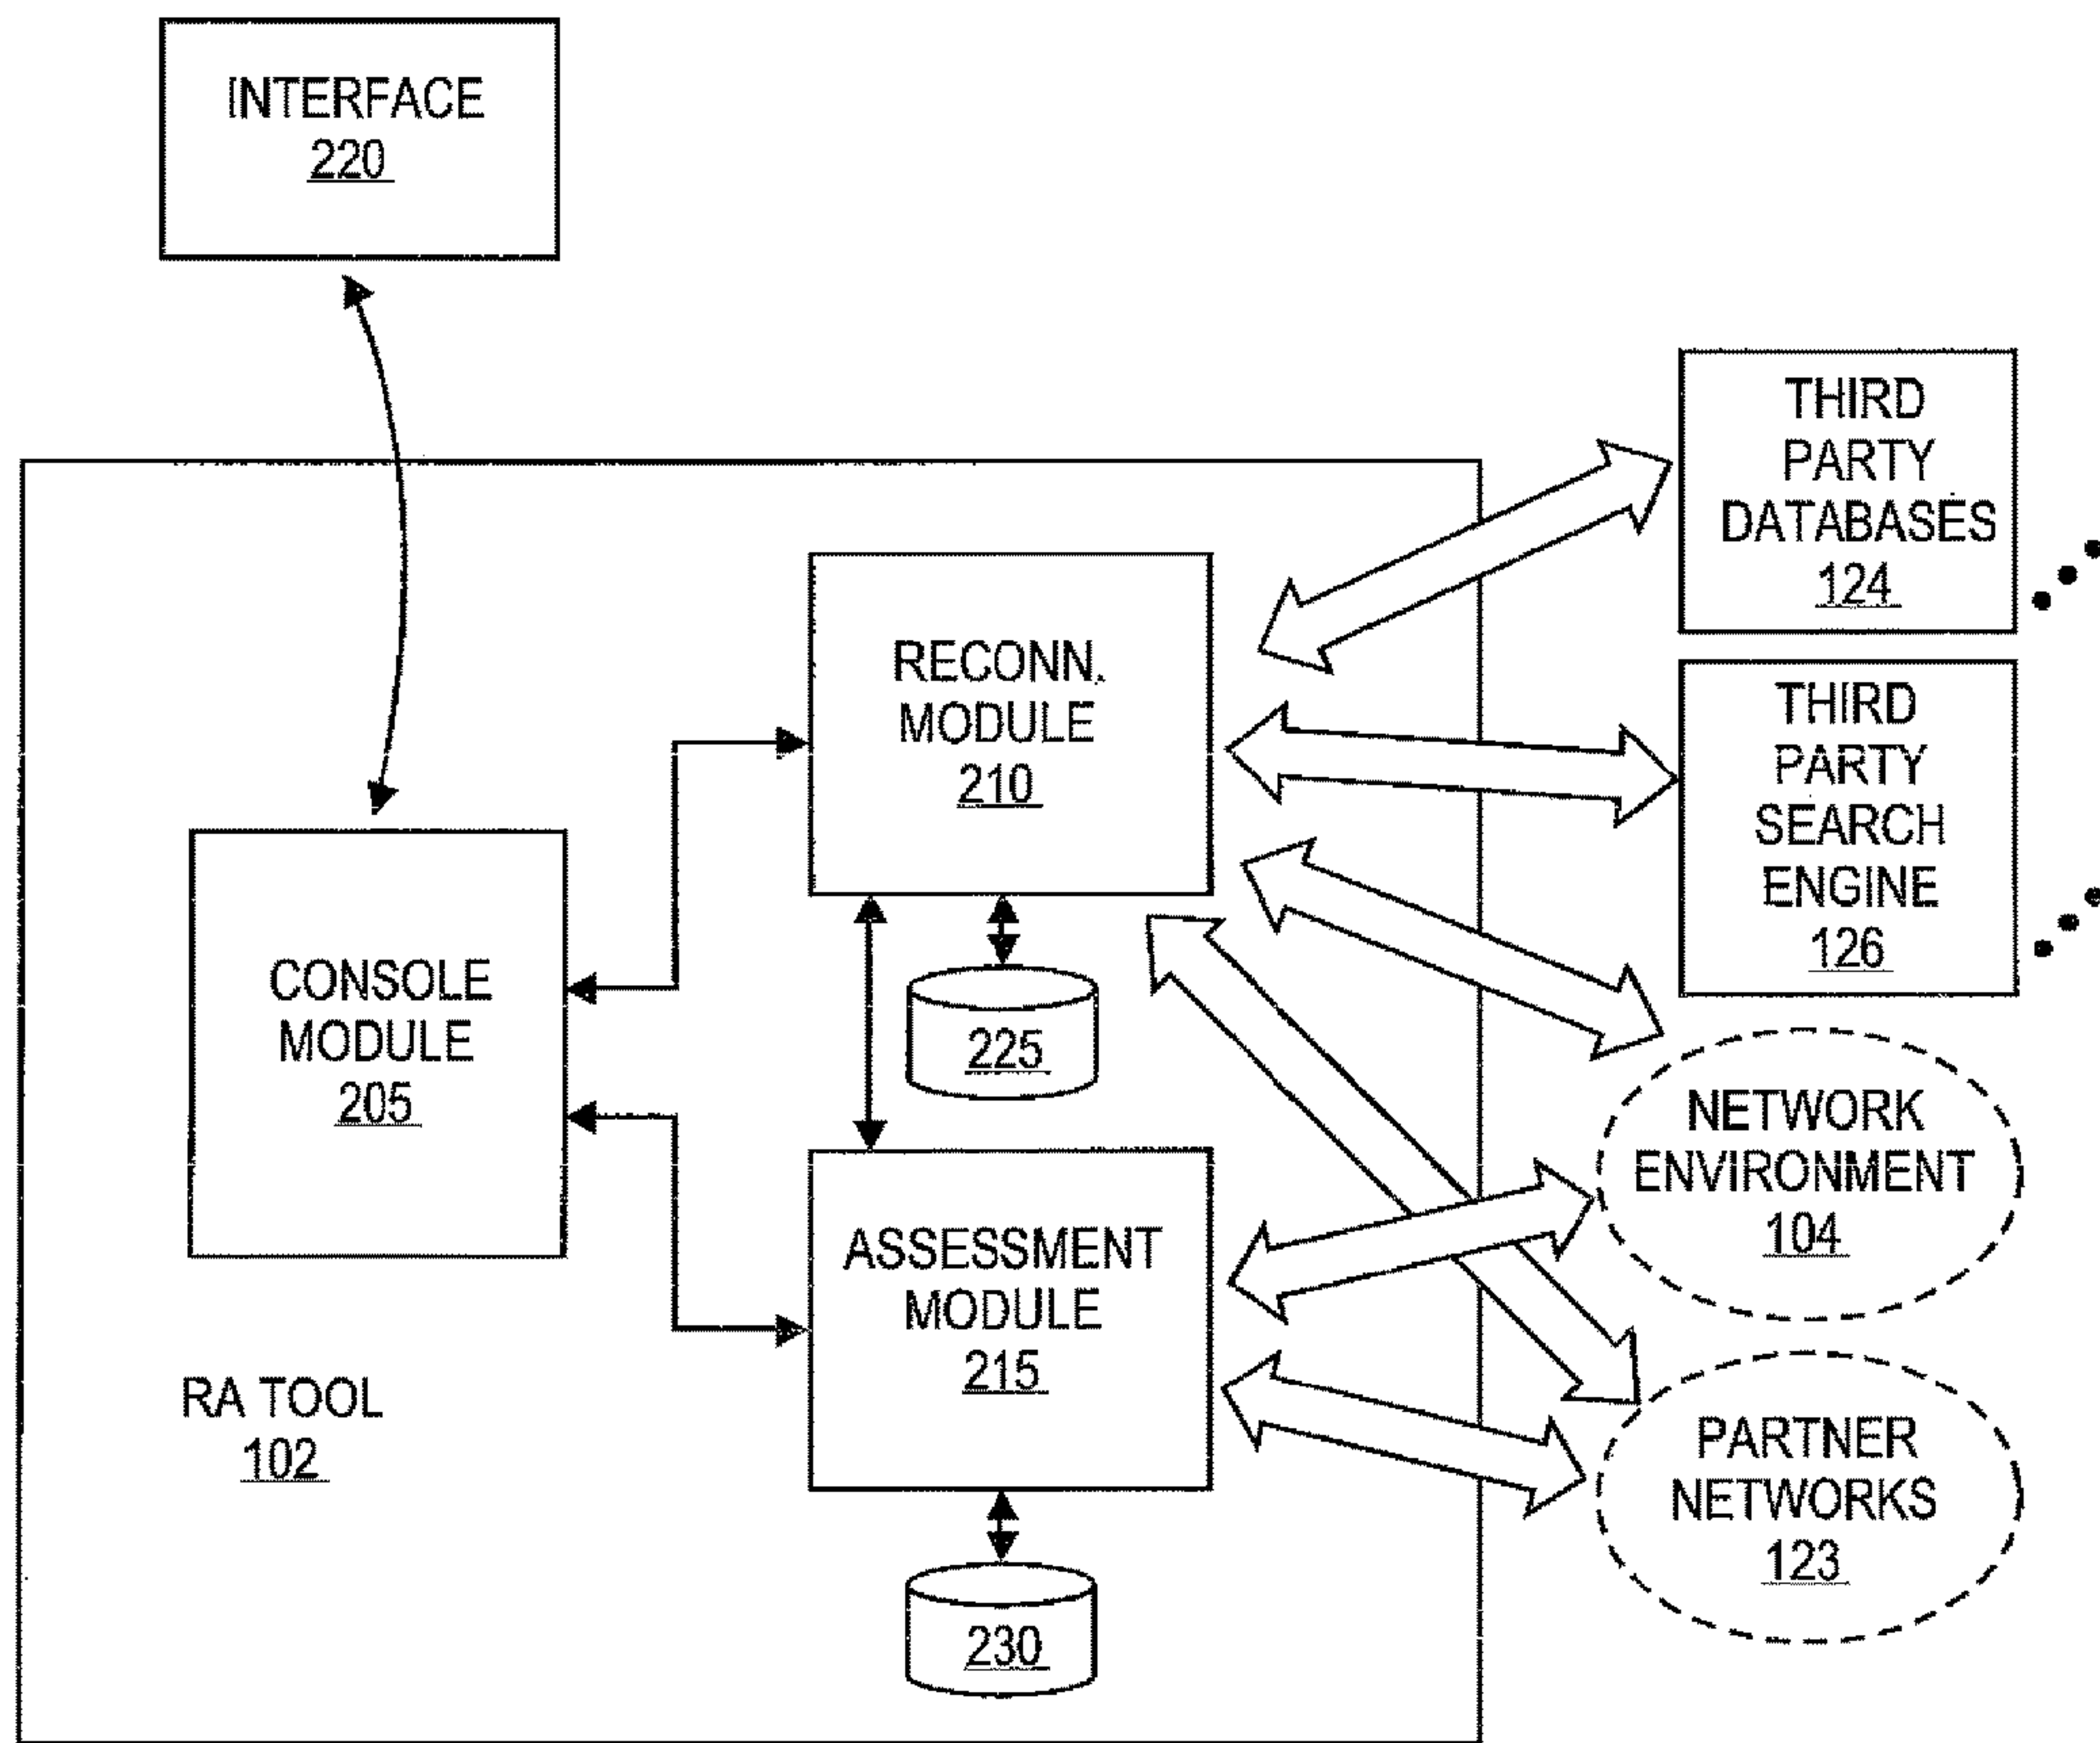 INTERFACE
220
THIRD
PARTY
DATABASES
124
RECONN.
MODULE
210
THIRD
PARTY
SEARCH
ENGINE
126
CONSOLE
MODULE
205
225
NETWORK
ENVIRONMENT
104
ASSESSMENT
MODULE
215
RA TOOL
102
PARTNER
NETWORKS
123
230